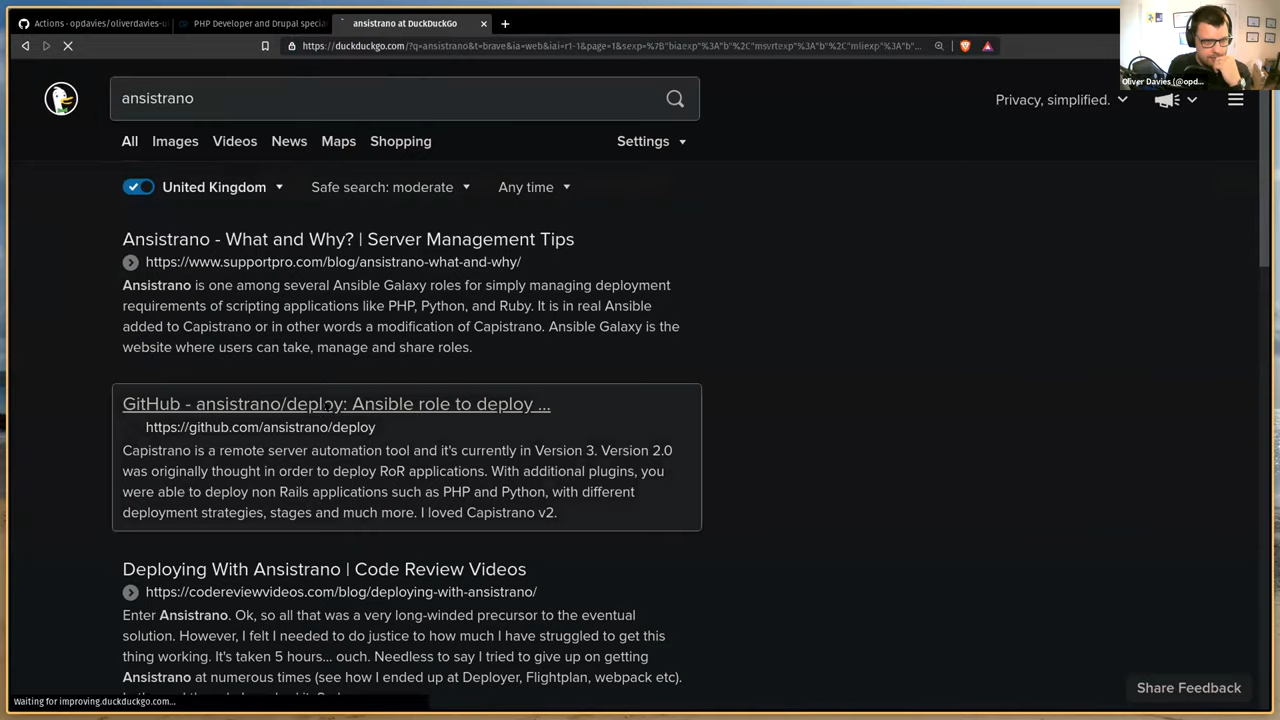 Actions · opdavies/oliverdavies-u
PHP Developer and Drupal specia
ansistrano at DuckDuckGo
https://duckduckgo.com/?q=ansistrano&t=brave&ia=web&iai=r1-1&page=1&sexp=%7B"biaexp"%3A"b"%2C"msvrtexp"%3A"b"%2C"mliexp"%3A"b"%2C...
Oliver Davies (@opd...
ansistrano
Privacy, simplified.
All Images Videos News Maps Shopping Settings
United Kingdom Safe search: moderate Any time
Ansistrano - What and Why? | Server Management Tips
https://www.supportpro.com/blog/ansistrano-what-and-why/
Ansistrano is one among several Ansible Galaxy roles for simply managing deployment
requirements of scripting applications like PHP, Python, and Ruby. It is in real Ansible
added to Capistrano or in other words a modification of Capistrano. Ansible Galaxy is the
website where users can take, manage and share roles.
GitHub - ansistrano/deploy: Ansible role to deploy ...
https://github.com/ansistrano/deploy
Capistrano is a remote server automation tool and it's currently in Version 3. Version 2.0
was originally thought in order to deploy RoR applications. With additional plugins, you
were able to deploy non Rails applications such as PHP and Python, with different
deployment strategies, stages and much more. I loved Capistrano v2.
Deploying With Ansistrano | Code Review Videos
https://codereviewvideos.com/blog/deploying-with-ansistrano/
Enter Ansistrano. Ok, so all that was a very long-winded precursor to the eventual
solution. However, I felt I needed to do justice to how much I have struggled to get this
thing working. It's taken 5 hours... ouch. Needless to say I tried to give up on getting
Ansistrano at numerous times (see how I ended up at Deployer, Flightplan, webpack etc).
Share Feedback
Waiting for improving.duckduckgo.com...